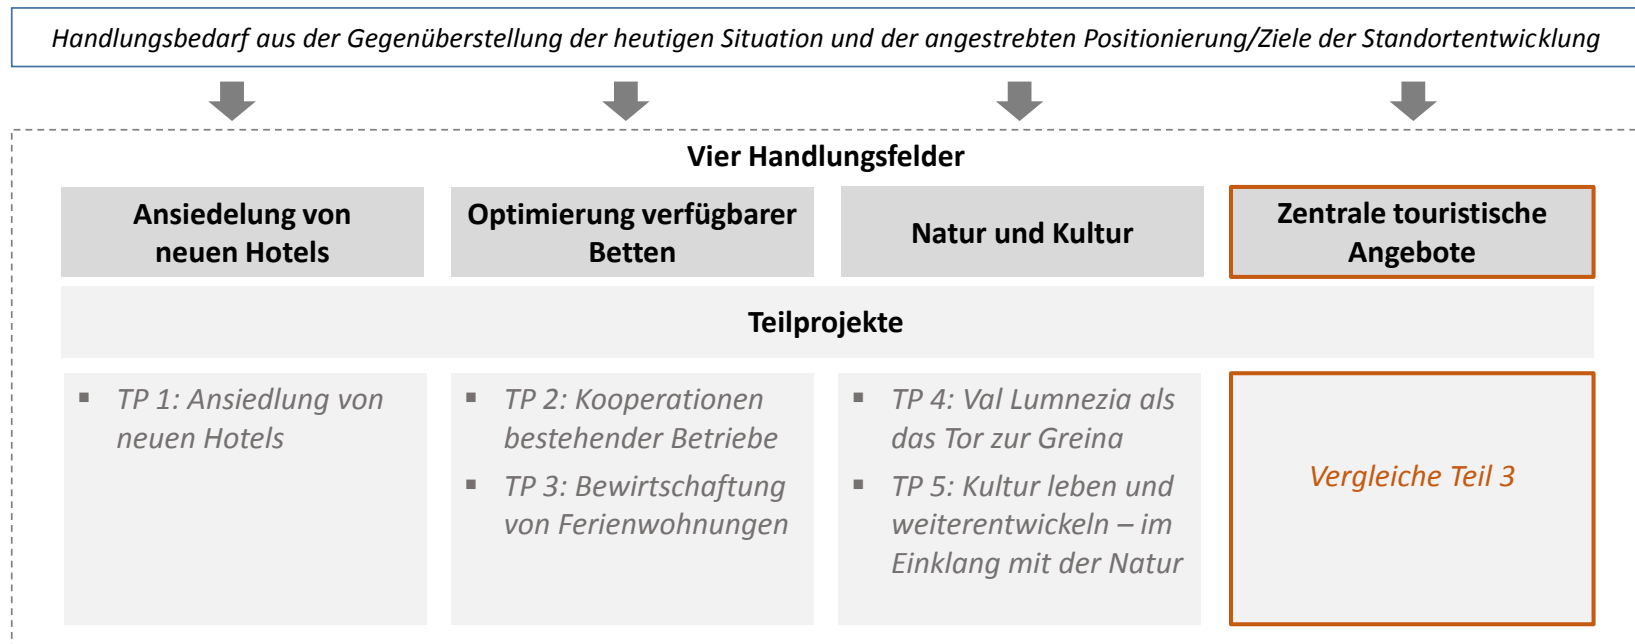 Handlungsbedarf aus der Gegenüberstellung der heutigen Situation und der angestrebten Positionierung/Ziele der Standortentwicklung
Vier Handlungsfelder
Ansiedelung von
neuen Hotels
Optimierung verfügbarer
Betten
Natur und Kultur
Zentrale touristische
Angebote
Teilprojekte
▪ TP 1: Ansiedlung von
neuen Hotels
▪ TP 2: Kooperationen
bestehender Betriebe
▪ TP 3: Bewirtschaftung
von Ferienwohnungen
▪ TP 4: Val Lumnezia als
das Tor zur Greina
▪ TP 5: Kultur leben und
weiterentwickeln – im
Einklang mit der Natur
Vergleiche Teil 3